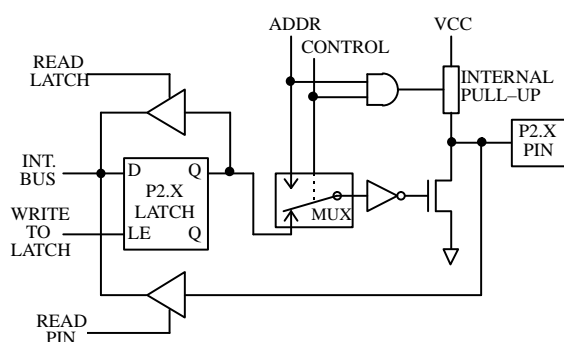 ADDR
CONTROL
VCC
READ
LATCH
INTERNAL
PULL–UP
P2.X
PIN
INT.
BUS
D
Q
P2.X
LATCH
MUX
WRITE
TO
LATCH
LE
Q
READ
PIN